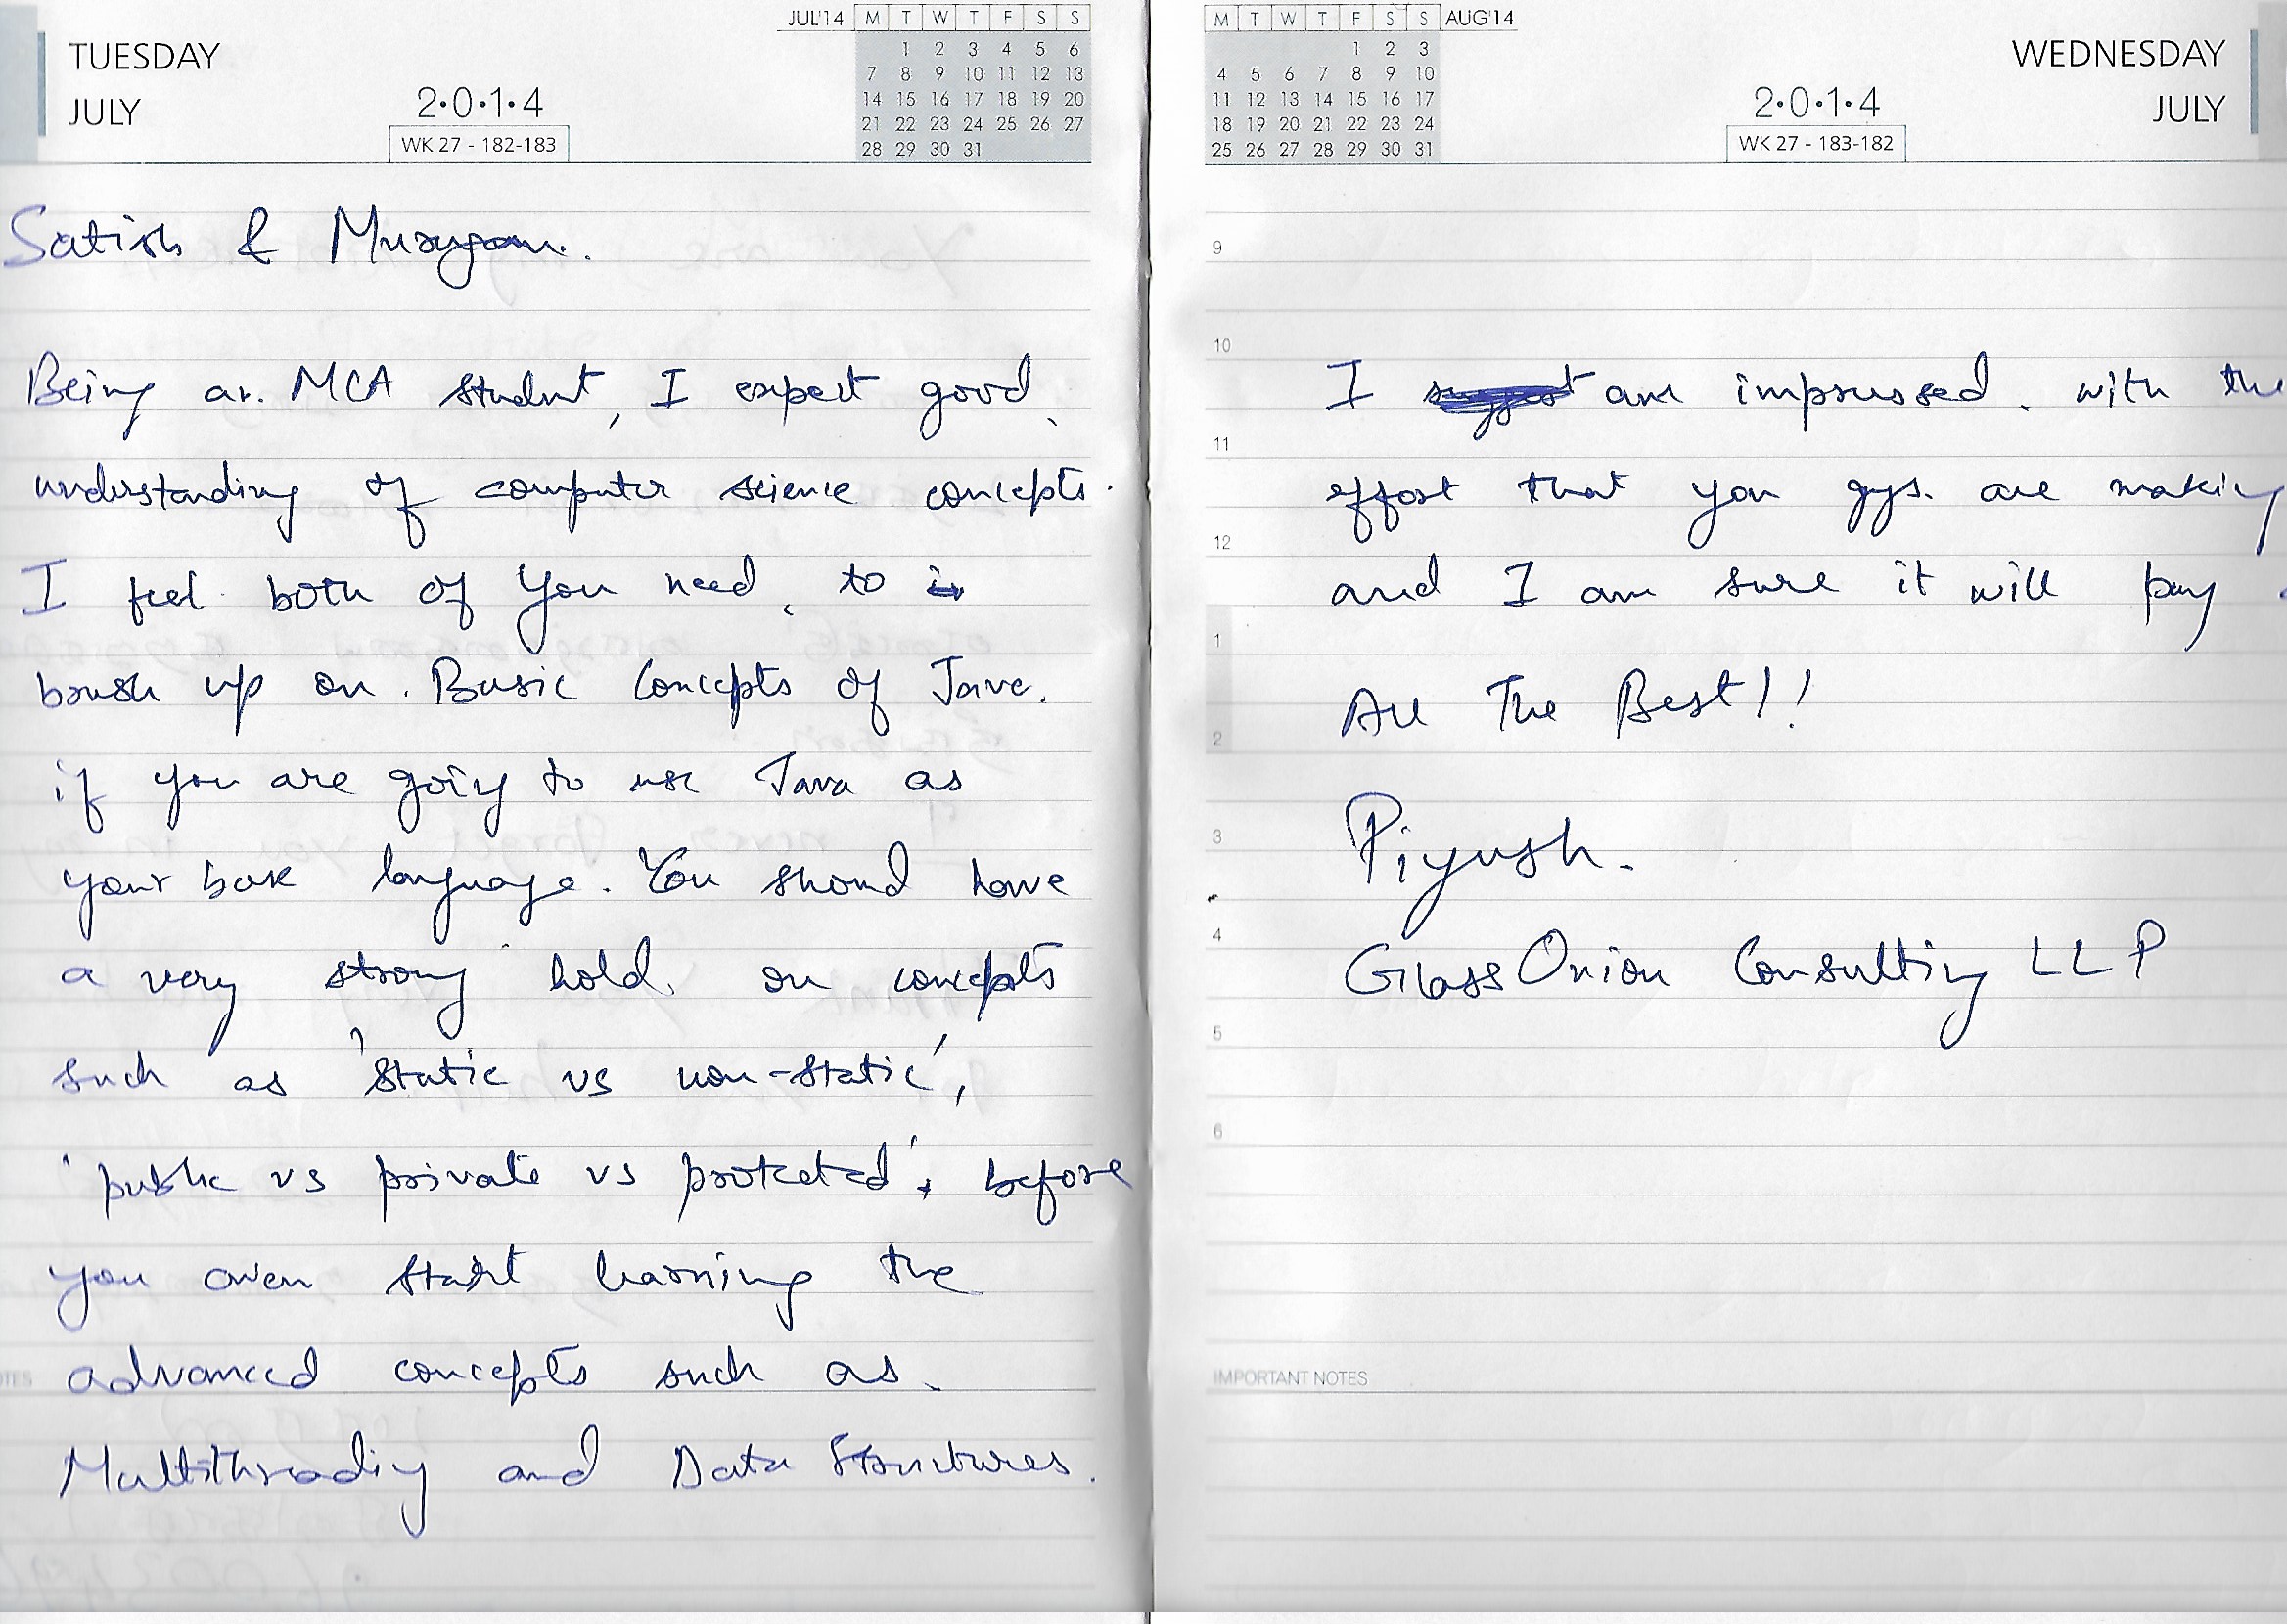 TUESDAY
JULY
2·0·1·4
WK 27 - 182-183
JUL'14 M T W T F S S
1 2 3 4 5 6
7 8 9 10 11 12 13
14 15 16 17 18 19 20
21 22 23 24 25 26 27
28 29 30 31
Satish & Murugan.
Being an MCA student, I expect good
understanding of computer science concepts.
I feel both of you need to
brush up on Basic Concepts of Java.
if you are going to use Java as
your base language. You should have
a very strong hold on concepts
such as 'static vs non-static',
'public vs private vs protected', before
you even start learning the
advanced concepts such as
Multithreading and Data Structures.
M T W T F S S AUG'14
1 2 3
4 5 6 7 8 9 10
11 12 13 14 15 16 17
18 19 20 21 22 23 24
25 26 27 28 29 30 31
2·0·1·4
WK 27 - 183-182
WEDNESDAY
JULY
9
10
I am impressed with the
11
effort that you guys are making
12
and I am sure it will pay
1
All The Best!!
2
3
Piyush.
4
Glass Onion Consulting LLP
5
6
IMPORTANT NOTES